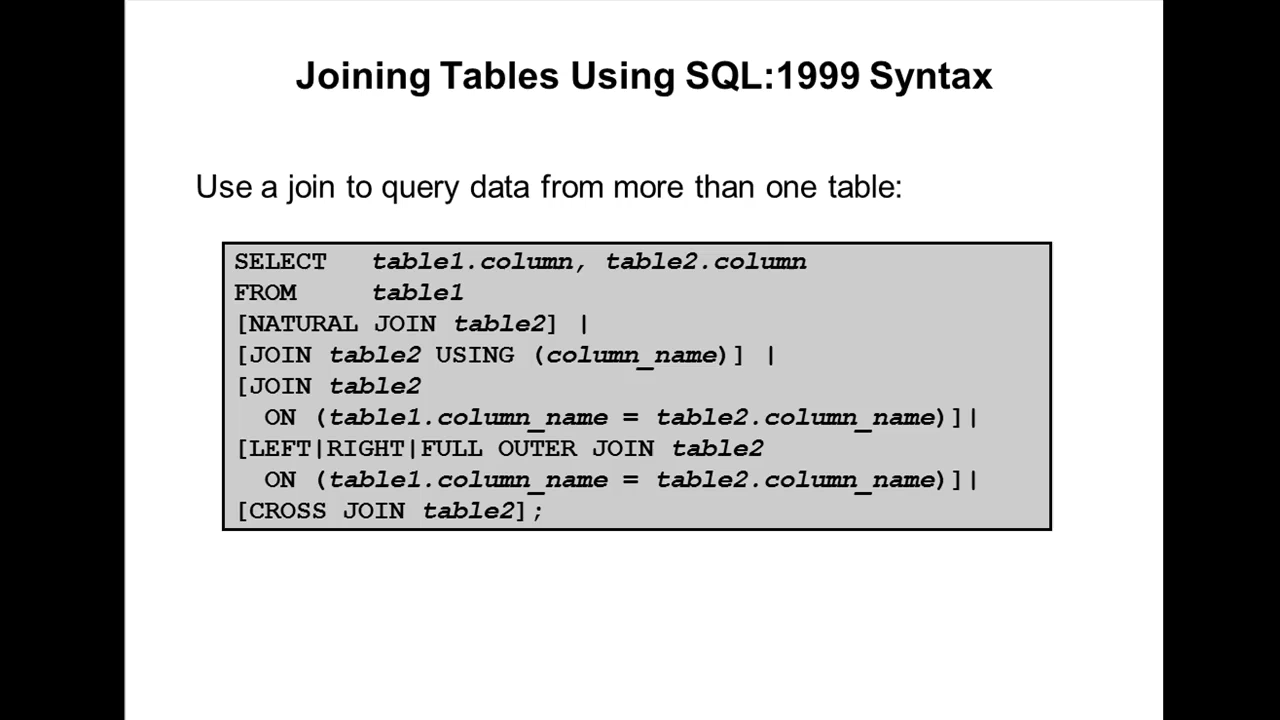 Joining Tables Using SQL:1999 Syntax
Use a join to query data from more than one table:
SELECT table1.column, table2.column
FROM table1
[NATURAL JOIN table2] |
[JOIN table2 USING (column_name)] |
[JOIN table2
ON (table1.column_name = table2.column_name)]|
[LEFT|RIGHT|FULL OUTER JOIN table2
ON (table1.column_name = table2.column_name)]|
[CROSS JOIN table2];